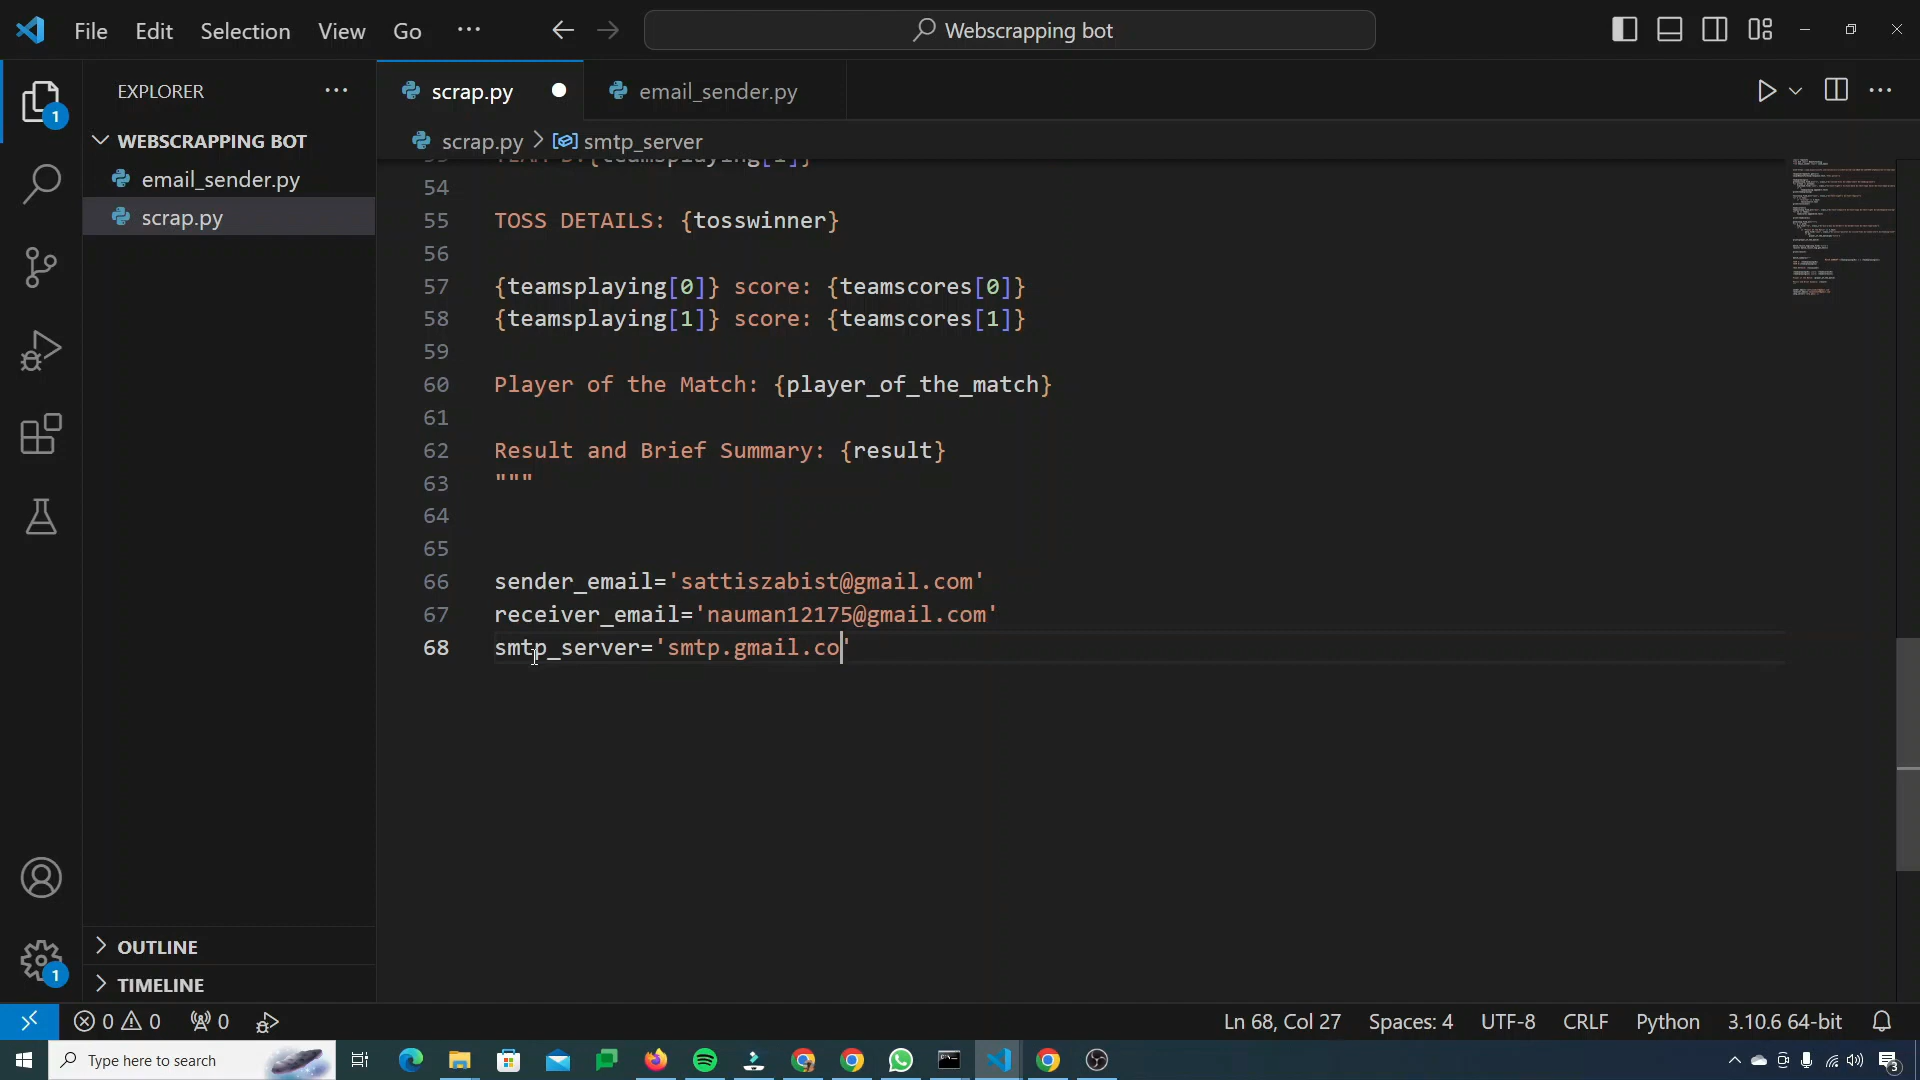 File Edit Selection View Go ··· Webscrapping bot
EXPLORER ···
scrap.py email_sender.py
WEBSCRAPPING BOT
email_sender.py
scrap.py
OUTLINE
TIMELINE
scrap.py > smtp_server
54
55 TOSS DETAILS: {tosswinner}
56
57 {teamsplaying[0]} score: {teamscores[0]}
58 {teamsplaying[1]} score: {teamscores[1]}
59
60 Player of the Match: {player_of_the_match}
61
62 Result and Brief Summary: {result}
63 """
64
65
66 sender_email='sattiszabist@gmail.com'
67 receiver_email='nauman12175@gmail.com'
68 smtp_server='smtp.gmail.co'
1
1
0 0 0 Ln 68, Col 27 Spaces: 4 UTF-8 CRLF Python 3.10.6 64-bit
Type here to search 3